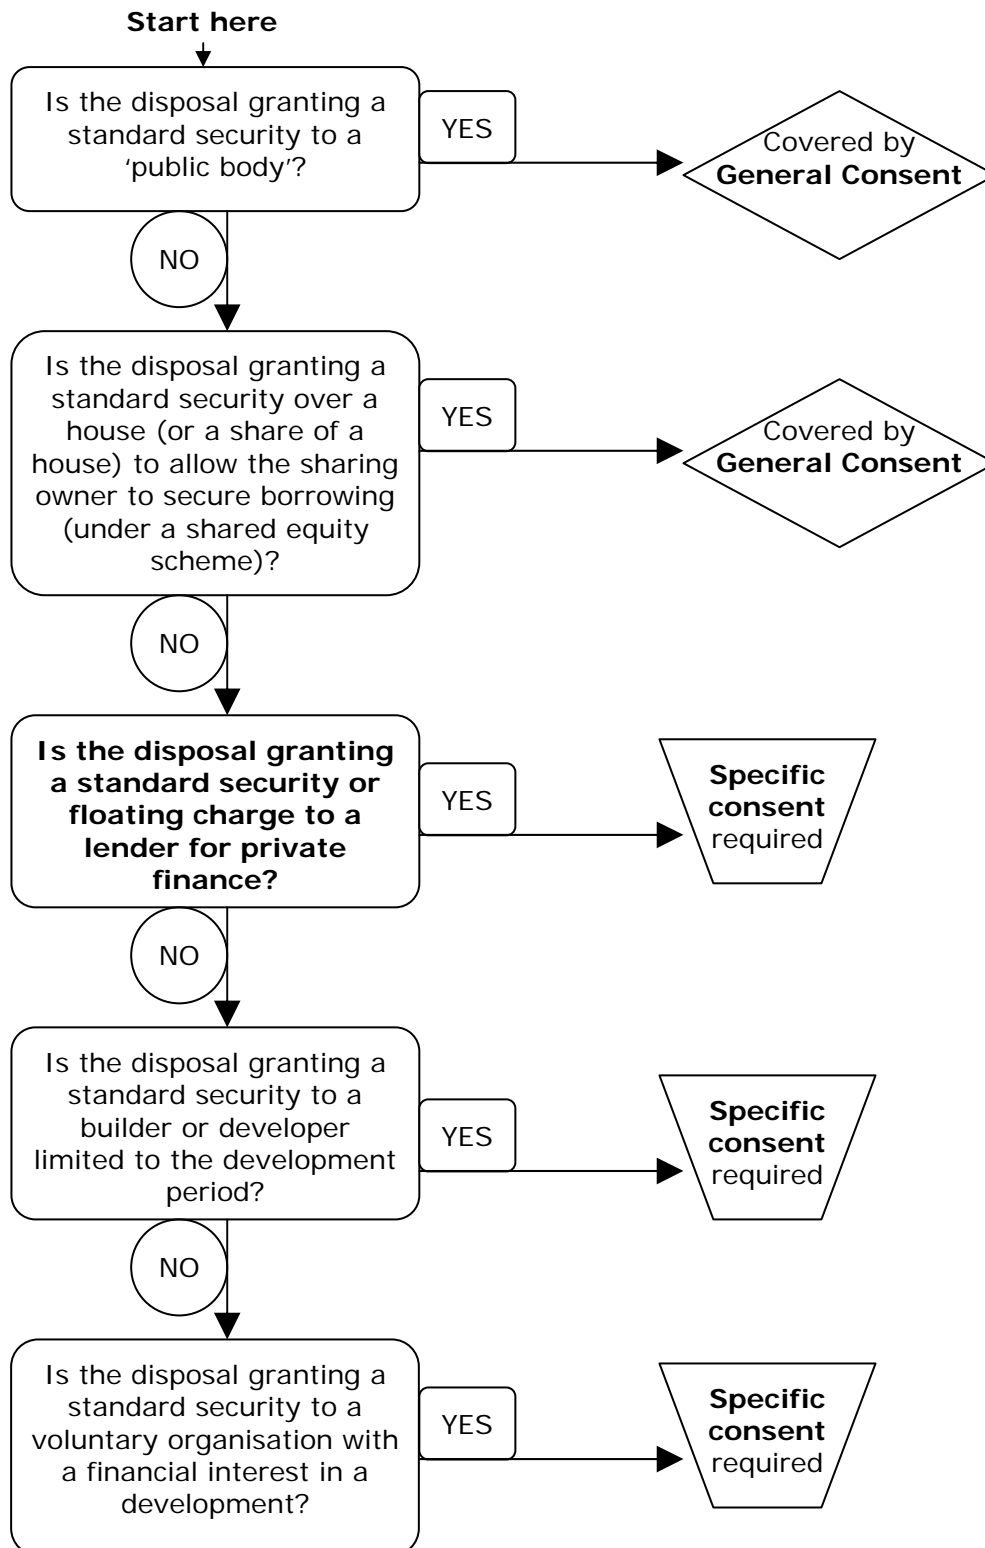 Start here
Is the disposal granting a
standard security to a
‘public body’?
YES
Covered by
General Consent
NO
Is the disposal granting a
standard security over a
house (or a share of a
house) to allow the sharing
owner to secure borrowing
(under a shared equity
scheme)?
YES
Covered by
General Consent
NO
Is the disposal granting
a standard security or
floating charge to a
lender for private
finance?
YES
Specific
consent
required
NO
Is the disposal granting a
standard security to a
builder or developer
limited to the development
period?
YES
Specific
consent
required
NO
Is the disposal granting a
standard security to a
voluntary organisation with
a financial interest in a
development?
YES
Specific
consent
required